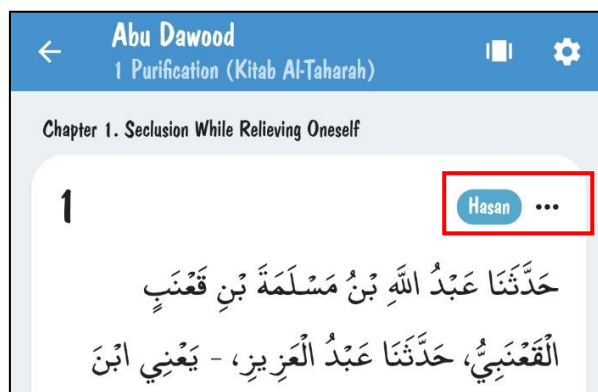 Abu Dawood
1 Purification (Kitab Al-Taharah)
Chapter 1. Seclusion While Relieving Oneself
1
Hasan
حَدَّثَنَا عَبْدُ اللَّهِ بْنُ مَسْلَمَةَ بْنِ قَعْنَبٍ
الْقَعْنَبِيُّ، حَدَّثَنَا عَبْدُ الْعَزِيزِ، - يَعْنِي ابْنَ